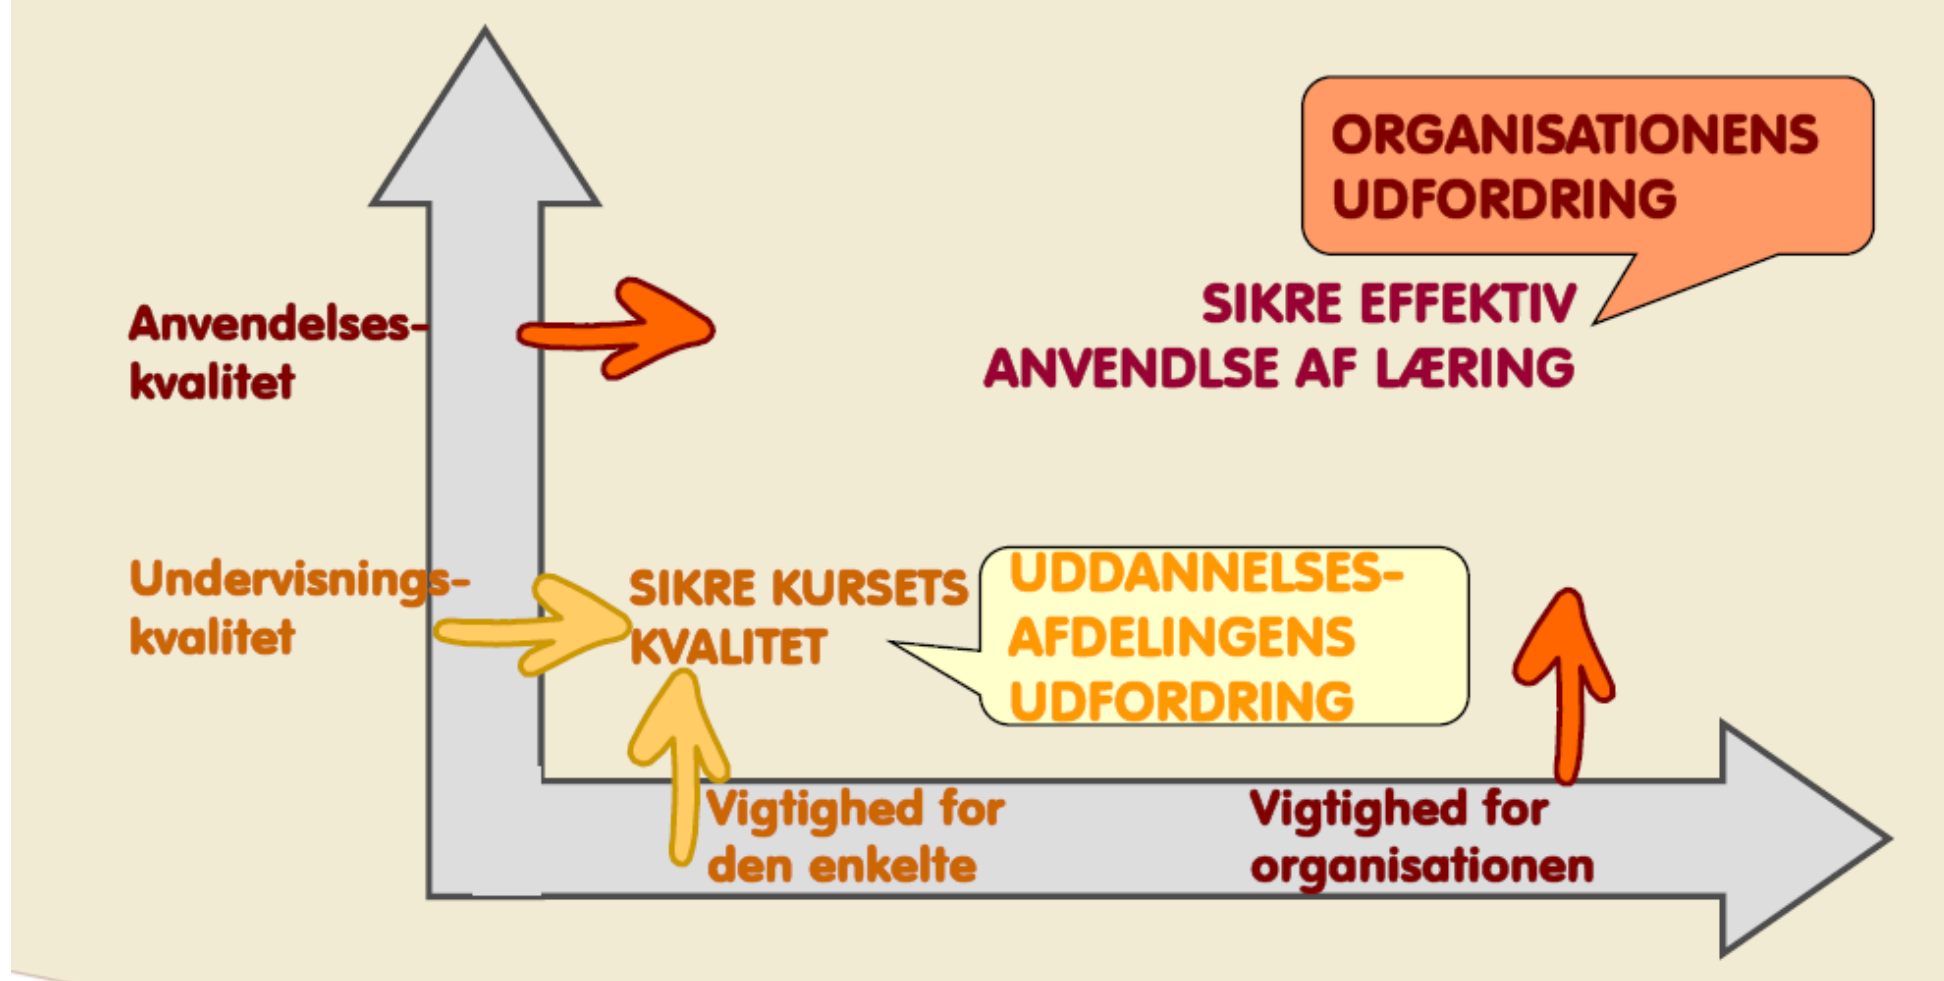 ORGANISATIONENS
UDFORDRING
SIKRE EFFEKTIV
ANVENDLSE AF LÆRING
Anvendelses-
kvalitet
Undervisnings-
kvalitet
SIKRE KURSETS
KVALITET
UDDANNELSES-
AFDELINGENS
UDFORDRING
Vigtighed for
den enkelte
Vigtighed for
organisationen